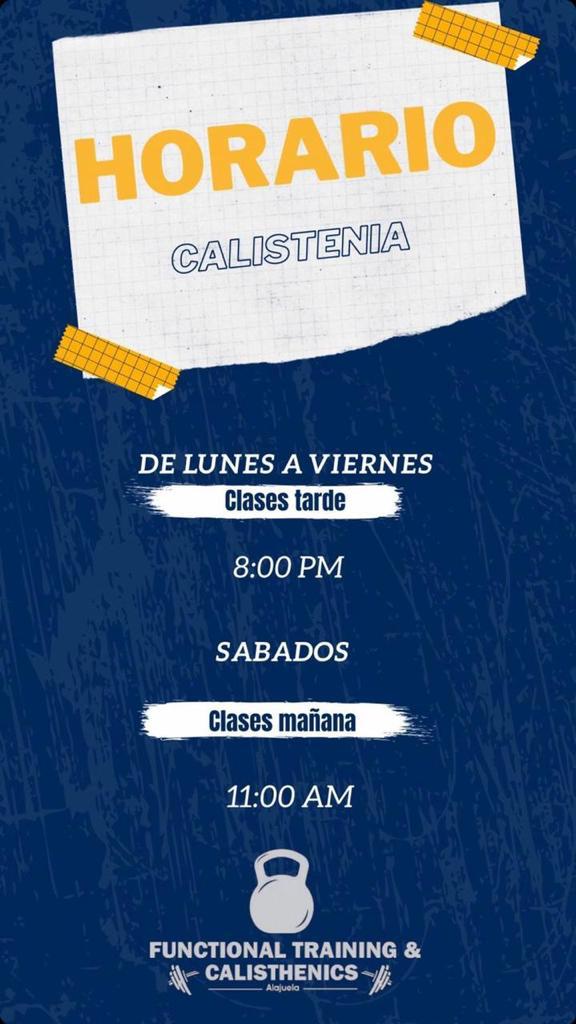 HORARIO
CALISTENIA
DE LUNES A VIERNES
Clases tarde
8:00 PM
SABADOS
Clases mañana
11:00 AM
FUNCTIONAL TRAINING &
CALISTHENICS
Alajuela